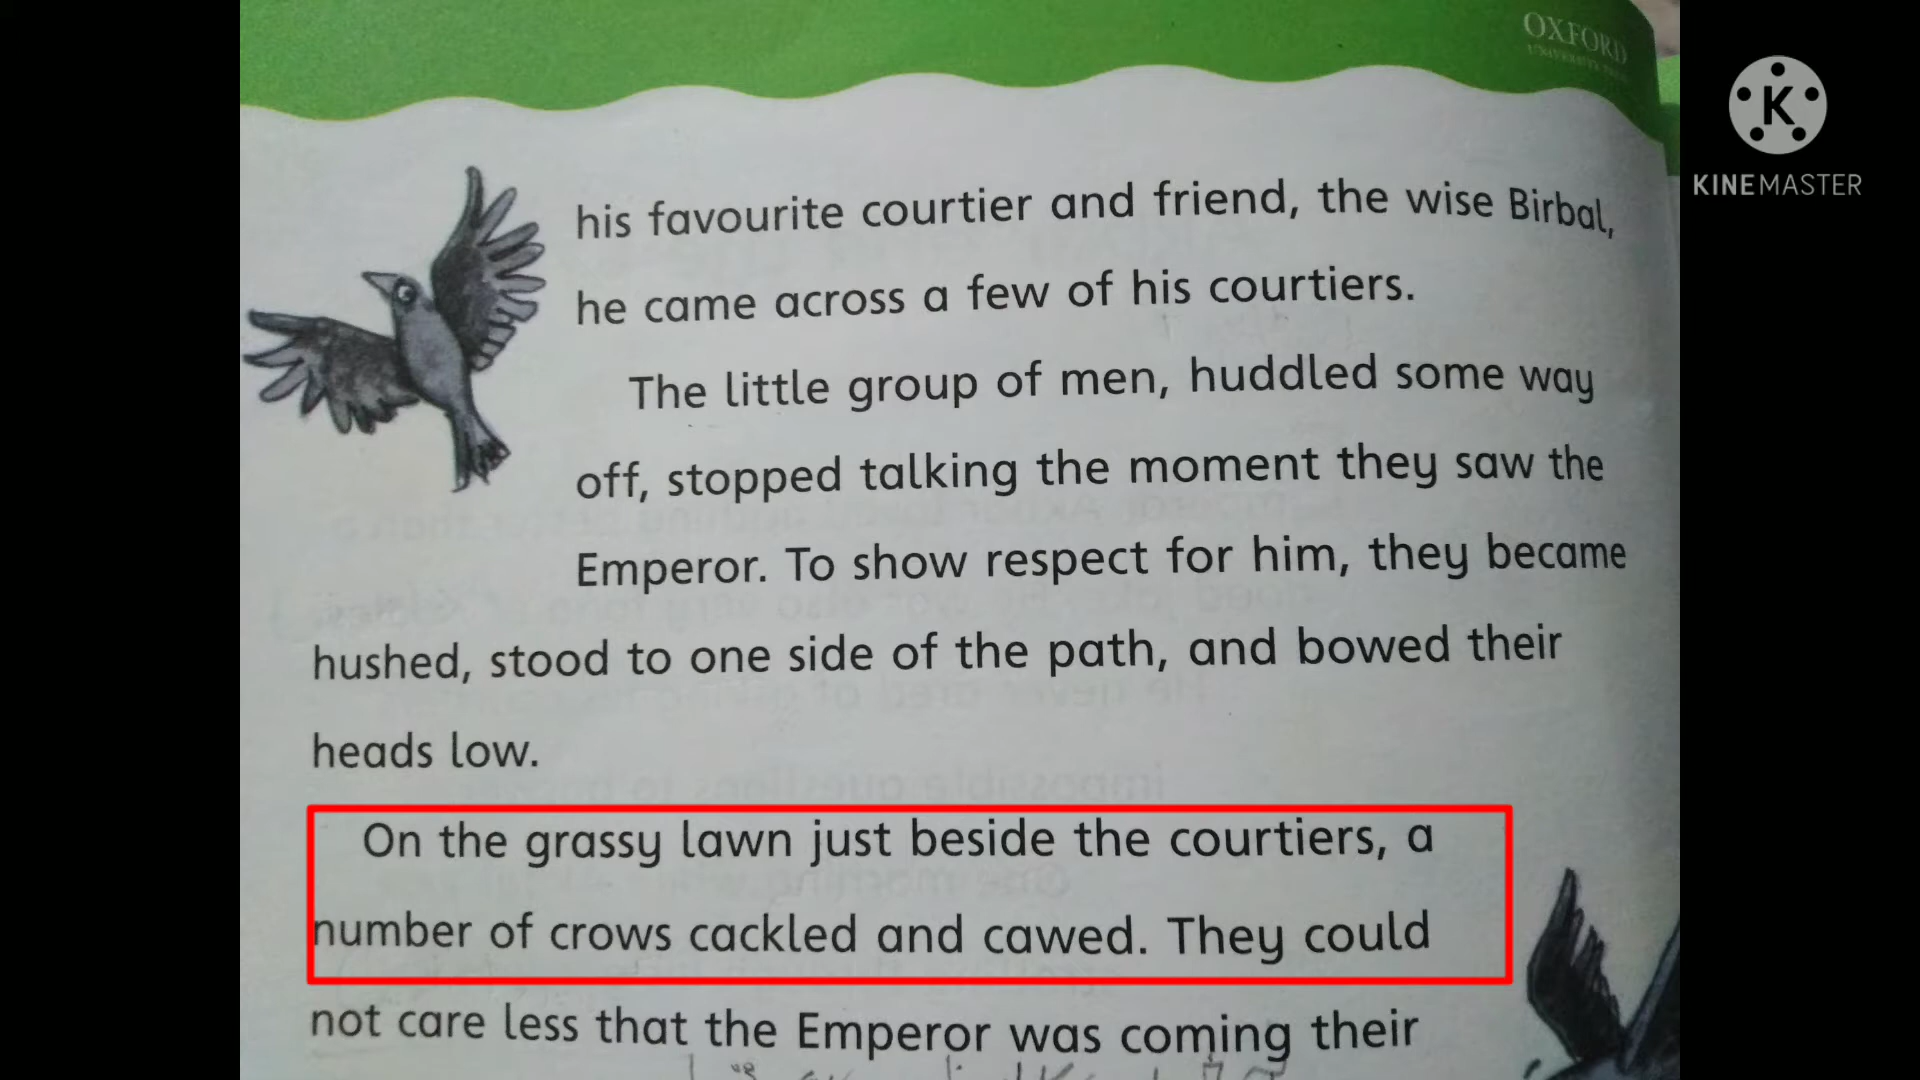 OXFORD
UNIVERSITY PRESS
KINEMASTER
his favourite courtier and friend, the wise Birbal,
he came across a few of his courtiers.
The little group of men, huddled some way
off, stopped talking the moment they saw the
Emperor. To show respect for him, they became
hushed, stood to one side of the path, and bowed their
heads low.
On the grassy lawn just beside the courtiers, a
number of crows cackled and cawed. They could
not care less that the Emperor was coming their